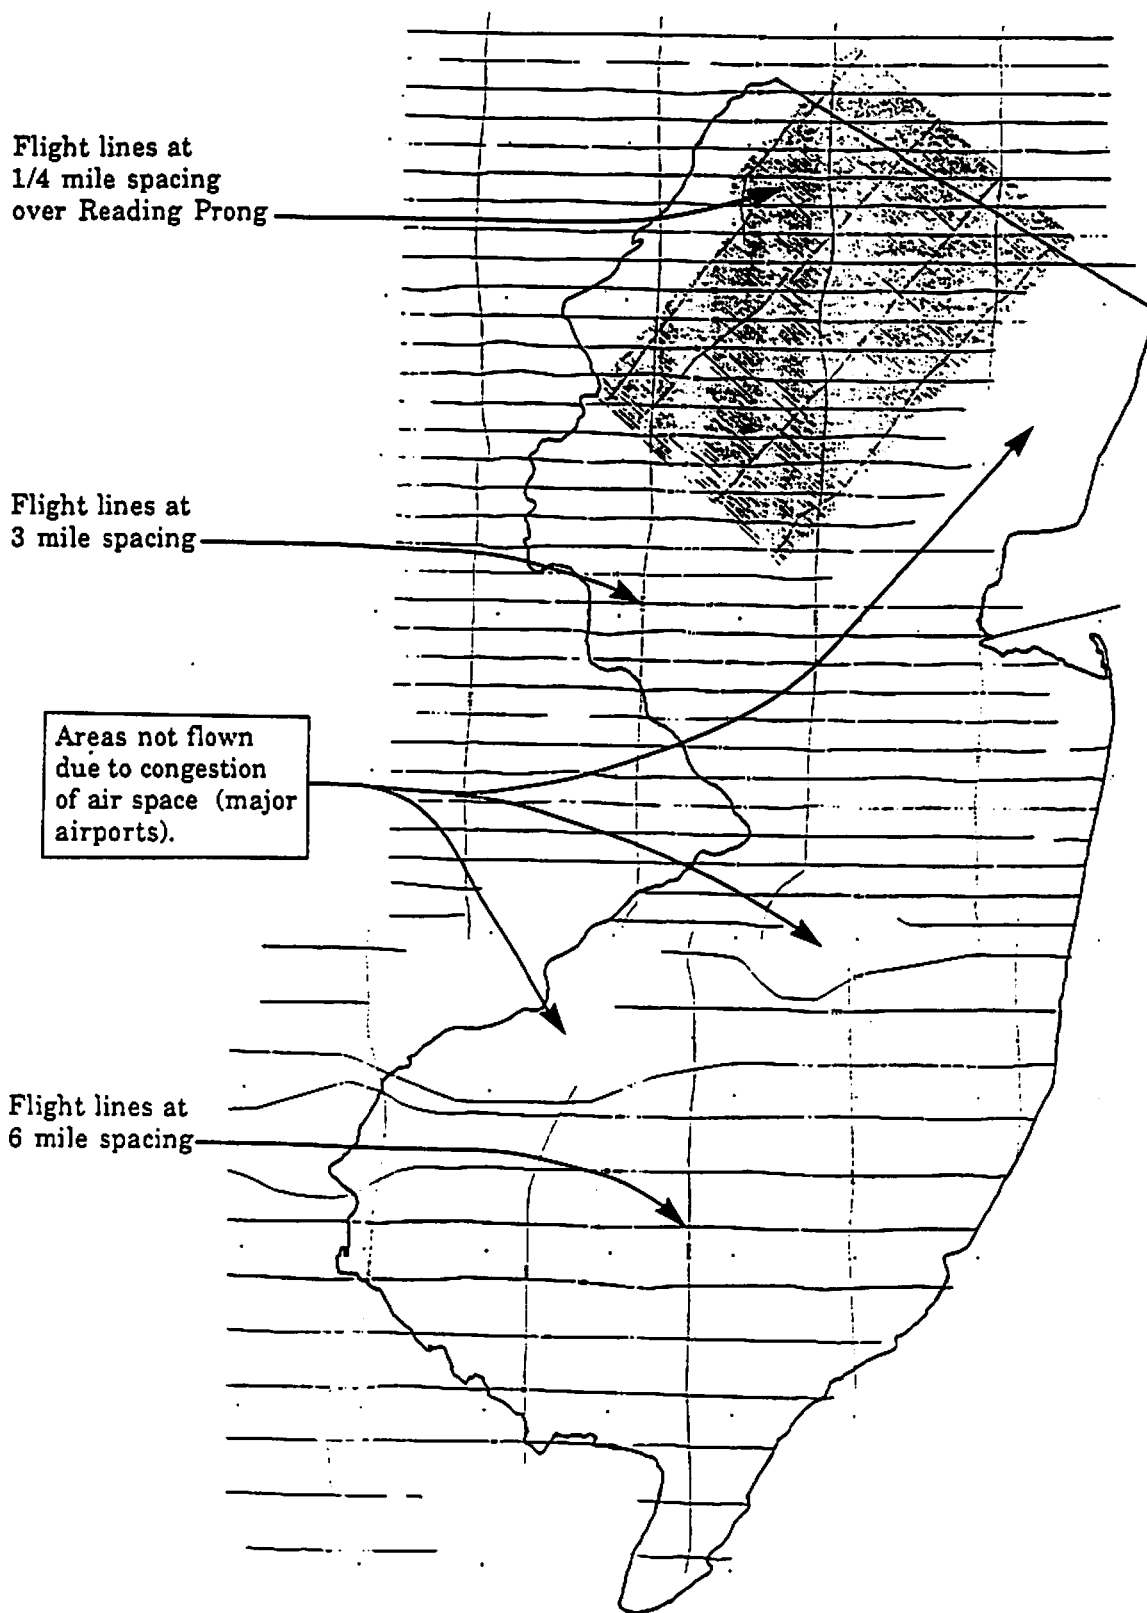 Flight lines at
1/4 mile spacing
over Reading Prong
Flight lines at
3 mile spacing
Areas not flown
due to congestion
of air space (major
airports).
Flight lines at
6 mile spacing